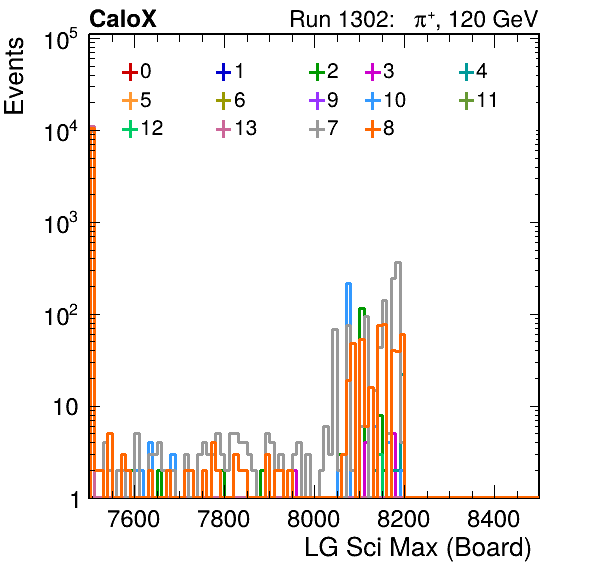 CaloX Run 1302: π⁺, 120 GeV
Events
10⁵
0 1 2 3 4
5 6 9 10 11
10⁴
12 13 7 8
10³
10²
10
1
7600 7800 8000 8200 8400
LG Sci Max (Board)